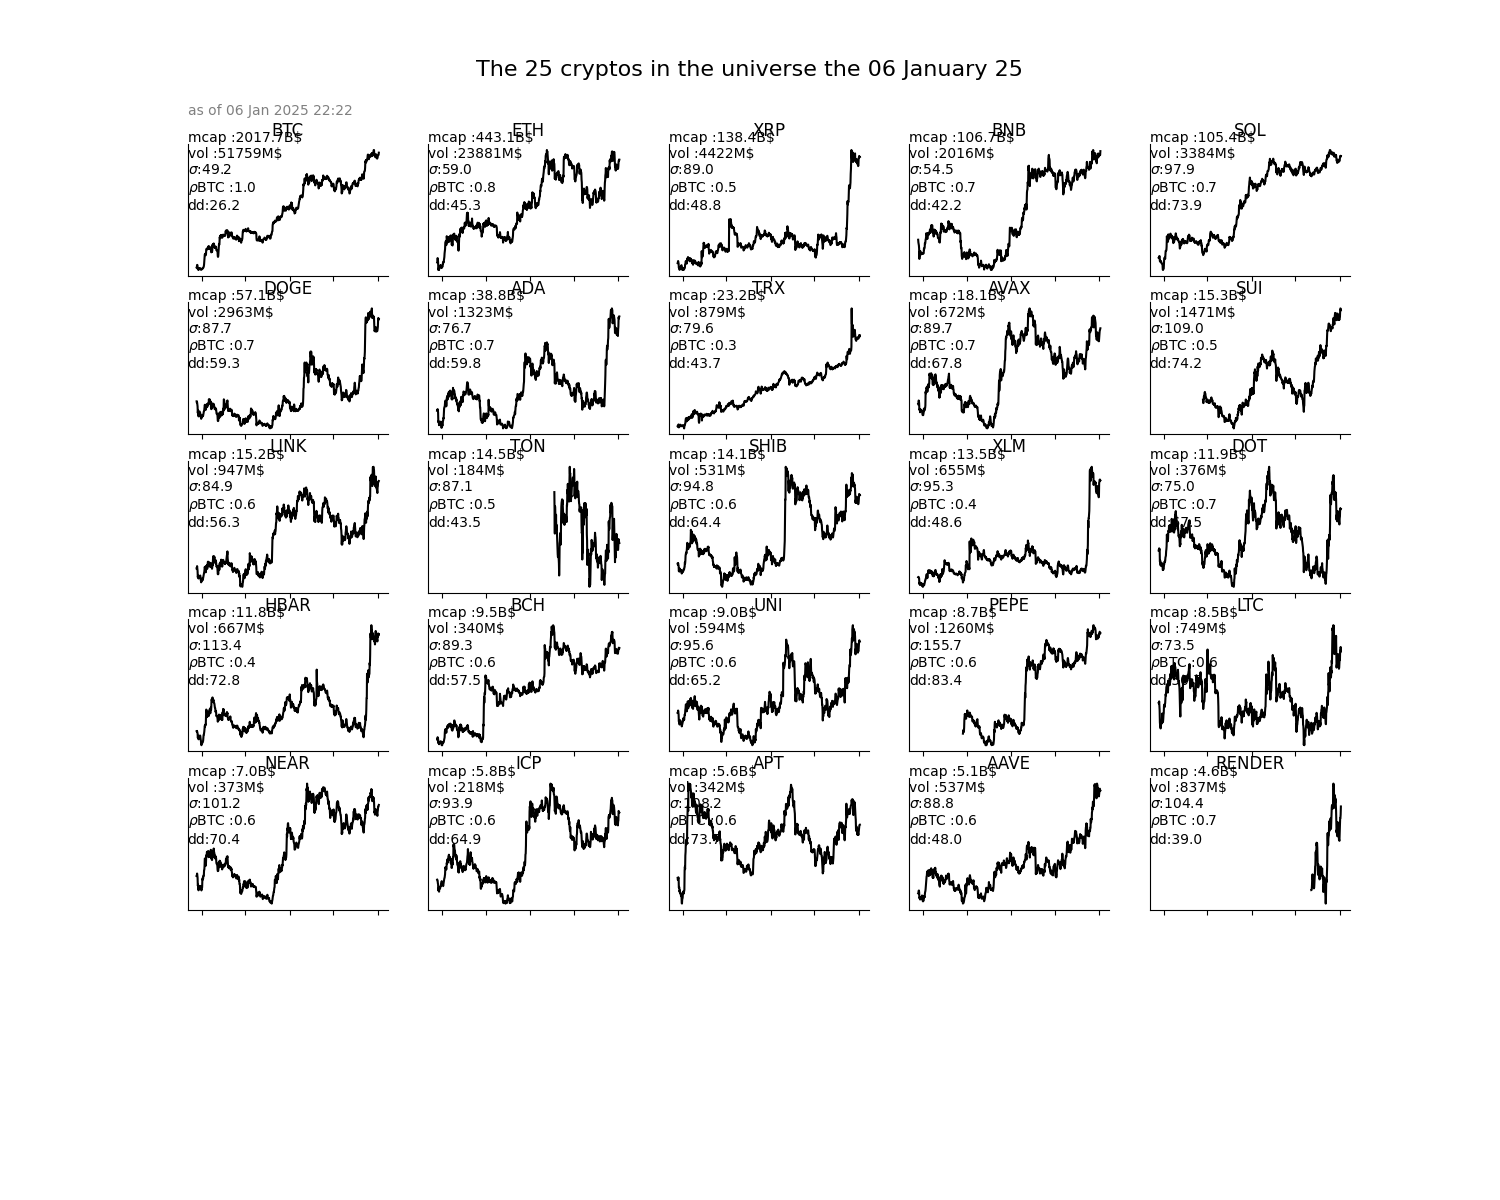 The 25 cryptos in the universe the 06 January 25
as of 06 Jan 2025 22:22
BTC
mcap :2017.7B$
vol :51759M$
σ:49.2
ρBTC :1.0
dd:26.2
ETH
mcap :443.1B$
vol :23881M$
σ:59.0
ρBTC :0.8
dd:45.3
XRP
mcap :138.4B$
vol :4422M$
σ:89.0
ρBTC :0.5
dd:48.8
BNB
mcap :106.7B$
vol :2016M$
σ:54.5
ρBTC :0.7
dd:42.2
SOL
mcap :105.4B$
vol :3384M$
σ:97.9
ρBTC :0.7
dd:73.9
DOGE
mcap :57.1B$
vol :2963M$
σ:87.7
ρBTC :0.7
dd:59.3
ADA
mcap :38.8B$
vol :1323M$
σ:76.7
ρBTC :0.7
dd:59.8
TRX
mcap :23.2B$
vol :879M$
σ:79.6
ρBTC :0.3
dd:43.7
AVAX
mcap :18.1B$
vol :672M$
σ:89.7
ρBTC :0.7
dd:67.8
SUI
mcap :15.3B$
vol :1471M$
σ:109.0
ρBTC :0.5
dd:74.2
LINK
mcap :15.2B$
vol :947M$
σ:84.9
ρBTC :0.6
dd:56.3
TON
mcap :14.5B$
vol :184M$
σ:87.1
ρBTC :0.5
dd:43.5
SHIB
mcap :14.1B$
vol :531M$
σ:94.8
ρBTC :0.6
dd:64.4
XLM
mcap :13.5B$
vol :655M$
σ:95.3
ρBTC :0.4
dd:48.6
DOT
mcap :11.9B$
vol :376M$
σ:75.0
ρBTC :0.7
HBAR
mcap :11.8B$
vol :667M$
σ:113.4
ρBTC :0.4
dd:72.8
BCH
mcap :9.5B$
vol :340M$
σ:89.3
ρBTC :0.6
dd:57.5
UNI
mcap :9.0B$
vol :594M$
σ:95.6
ρBTC :0.6
dd:65.2
PEPE
mcap :8.7B$
vol :1260M$
σ:155.7
ρBTC :0.6
dd:83.4
LTC
mcap :8.5B$
vol :749M$
σ:73.5
ρBTC :0.6
NEAR
mcap :7.0B$
vol :373M$
σ:101.2
ρBTC :0.6
dd:70.4
ICP
mcap :5.8B$
vol :218M$
σ:93.9
ρBTC :0.6
dd:64.9
APT
mcap :5.6B$
vol :342M$
σ:108.2
ρBTC :0.6
AAVE
mcap :5.1B$
vol :537M$
σ:88.8
ρBTC :0.6
dd:48.0
RENDER
mcap :4.6B$
vol :837M$
σ:104.4
ρBTC :0.7
dd:39.0